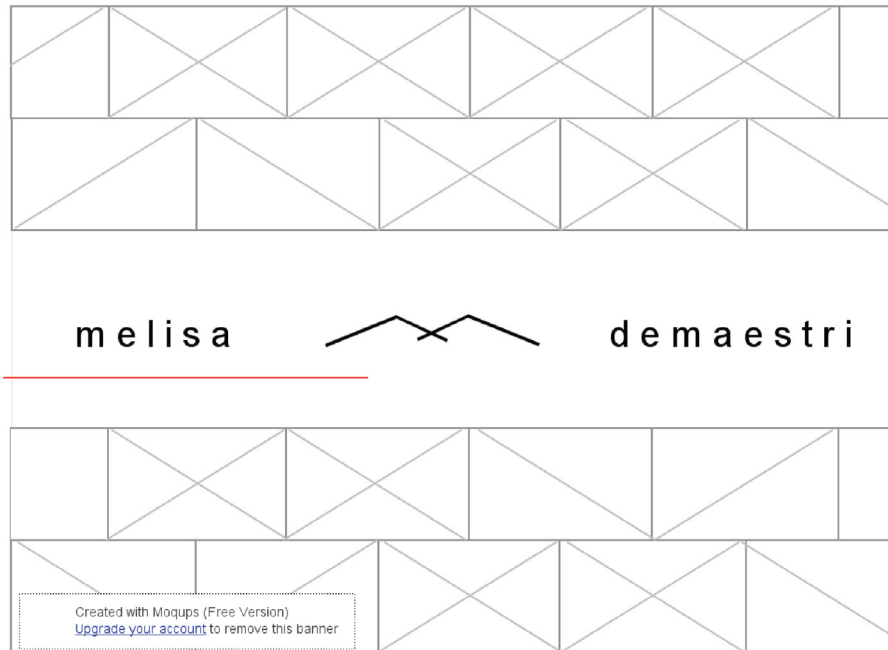 melisa demaestri
Created with Moqups (Free Version)
Upgrade your account to remove this banner